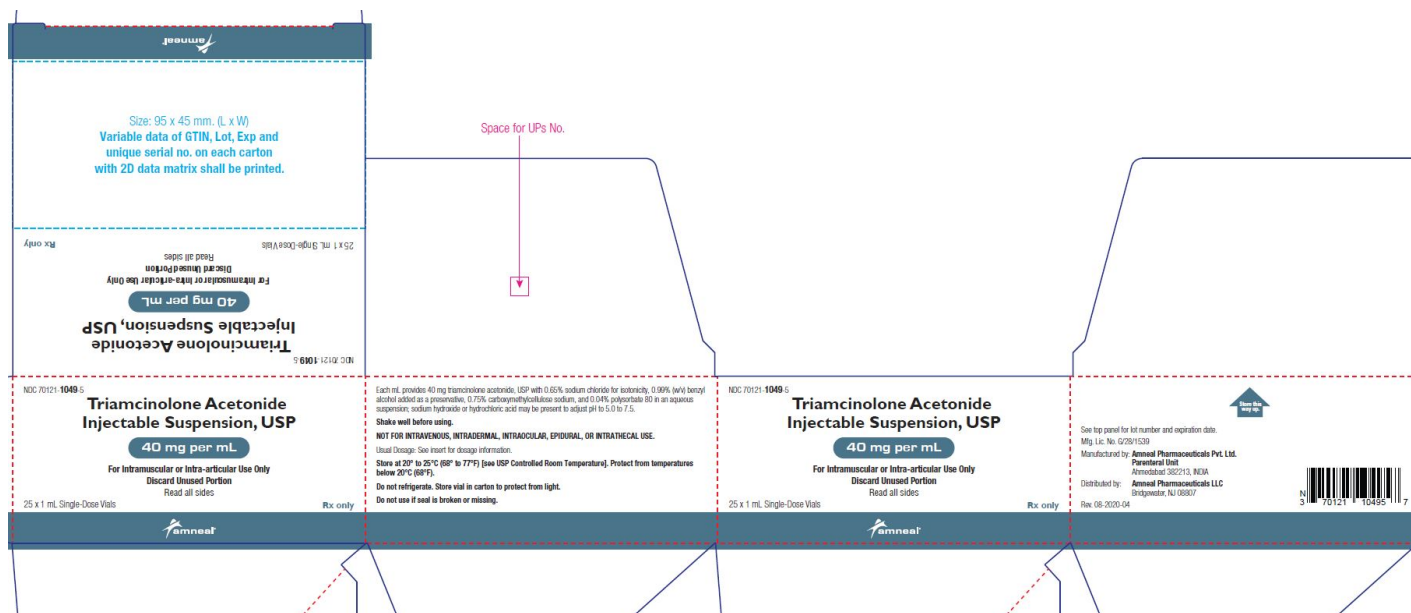 amneal
Size: 95 x 45 mm. (L x W)
Variable data of GTIN, Lot, Exp and
unique serial no. on each carton
with 2D data matrix shall be printed.
Space for UPs No.
Rx only
25 x 1 mL Single-Dose Vials
Read all sides
Discard Unused Portion
For Intramuscular or Intra-articular Use Only
40 mg per mL
Injectable Suspension, USP
Triamcinolone Acetonide
NDC 70121-1049-5
NDC 70121-1049-5
Triamcinolone Acetonide
Injectable Suspension, USP
40 mg per mL
For Intramuscular or Intra-articular Use Only
Discard Unused Portion
Read all sides
25 x 1 mL Single-Dose Vials
Rx only
amneal
Each mL provides 40 mg triamcinolone acetonide, USP with 0.65% sodium chloride for isotonicity, 0.99% (w/v) benzyl
alcohol added as a preservative, 0.75% carboxymethylcellulose sodium, and 0.04% polysorbate 80 in an aqueous
suspension; sodium hydroxide or hydrochloric acid may be present to adjust pH to 5.0 to 7.5.
Shake well before using.
NOT FOR INTRAVENOUS, INTRADERMAL, INTRAOCULAR, EPIDURAL, OR INTRATHECAL USE.
Usual Dosage: See insert for dosage information.
Store at 20° to 25°C (68° to 77°F) [see USP Controlled Room Temperature]. Protect from temperatures
below 20°C (68°F).
Do not refrigerate. Store vial in carton to protect from light.
Do not use if seal is broken or missing.
NDC 70121-1049-5
Triamcinolone Acetonide
Injectable Suspension, USP
40 mg per mL
For Intramuscular or Intra-articular Use Only
Discard Unused Portion
Read all sides
25 x 1 mL Single-Dose Vials
Rx only
amneal
Store this
way up.
See top panel for lot number and expiration date.
Mfg. Lic. No. G/28/1539
Manufactured by: Amneal Pharmaceuticals Pvt. Ltd.
Parenteral Unit
Ahmedabad 382213, INDIA
Distributed by: Amneal Pharmaceuticals LLC
Bridgewater, NJ 08807
Rev. 08-2020-04
N
3 70121 10495 7